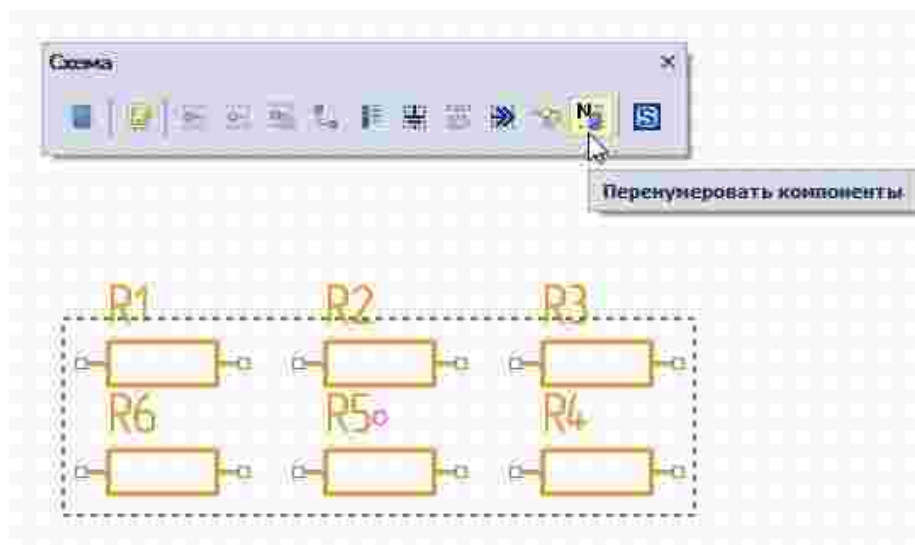 Схема
N
S
Перенумеровать компоненты
R1 R2 R3
R6 R5 R4